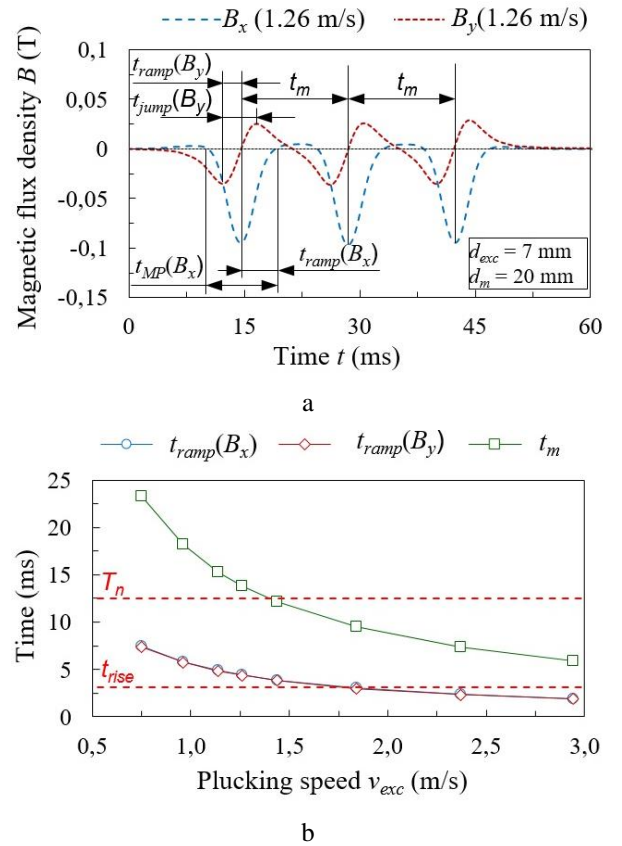 B_x (1.26 m/s) B_y(1.26 m/s)
Magnetic flux density B (T)
0,1
0,05
0
-0,05
-0,1
-0,15
t_ramp(B_y)
t_jump(B_y)
t_m t_m
t_MP(B_x)
t_ramp(B_x)
d_exc = 7 mm
d_m = 20 mm
0 15 30 45 60
Time t (ms)
a
t_ramp(B_x) t_ramp(B_y) t_m
Time (ms)
25
20
15
10
5
0
T_n
t_rise
0,5 1,0 1,5 2,0 2,5 3,0
Plucking speed v_exc (m/s)
b